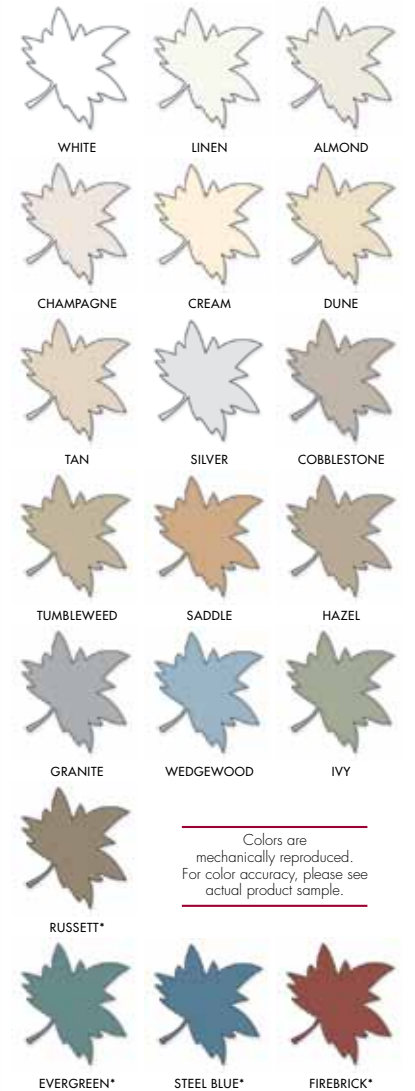 WHITE LINEN ALMOND
CHAMPAGNE CREAM DUNE
TAN SILVER COBBLESTONE
TUMBLEWEED SADDLE HAZEL
GRANITE WEDGEWOOD IVY
Colors are
mechanically reproduced.
For color accuracy, please see
actual product sample.
RUSSETT*
EVERGREEN* STEEL BLUE* FIREBRICK*